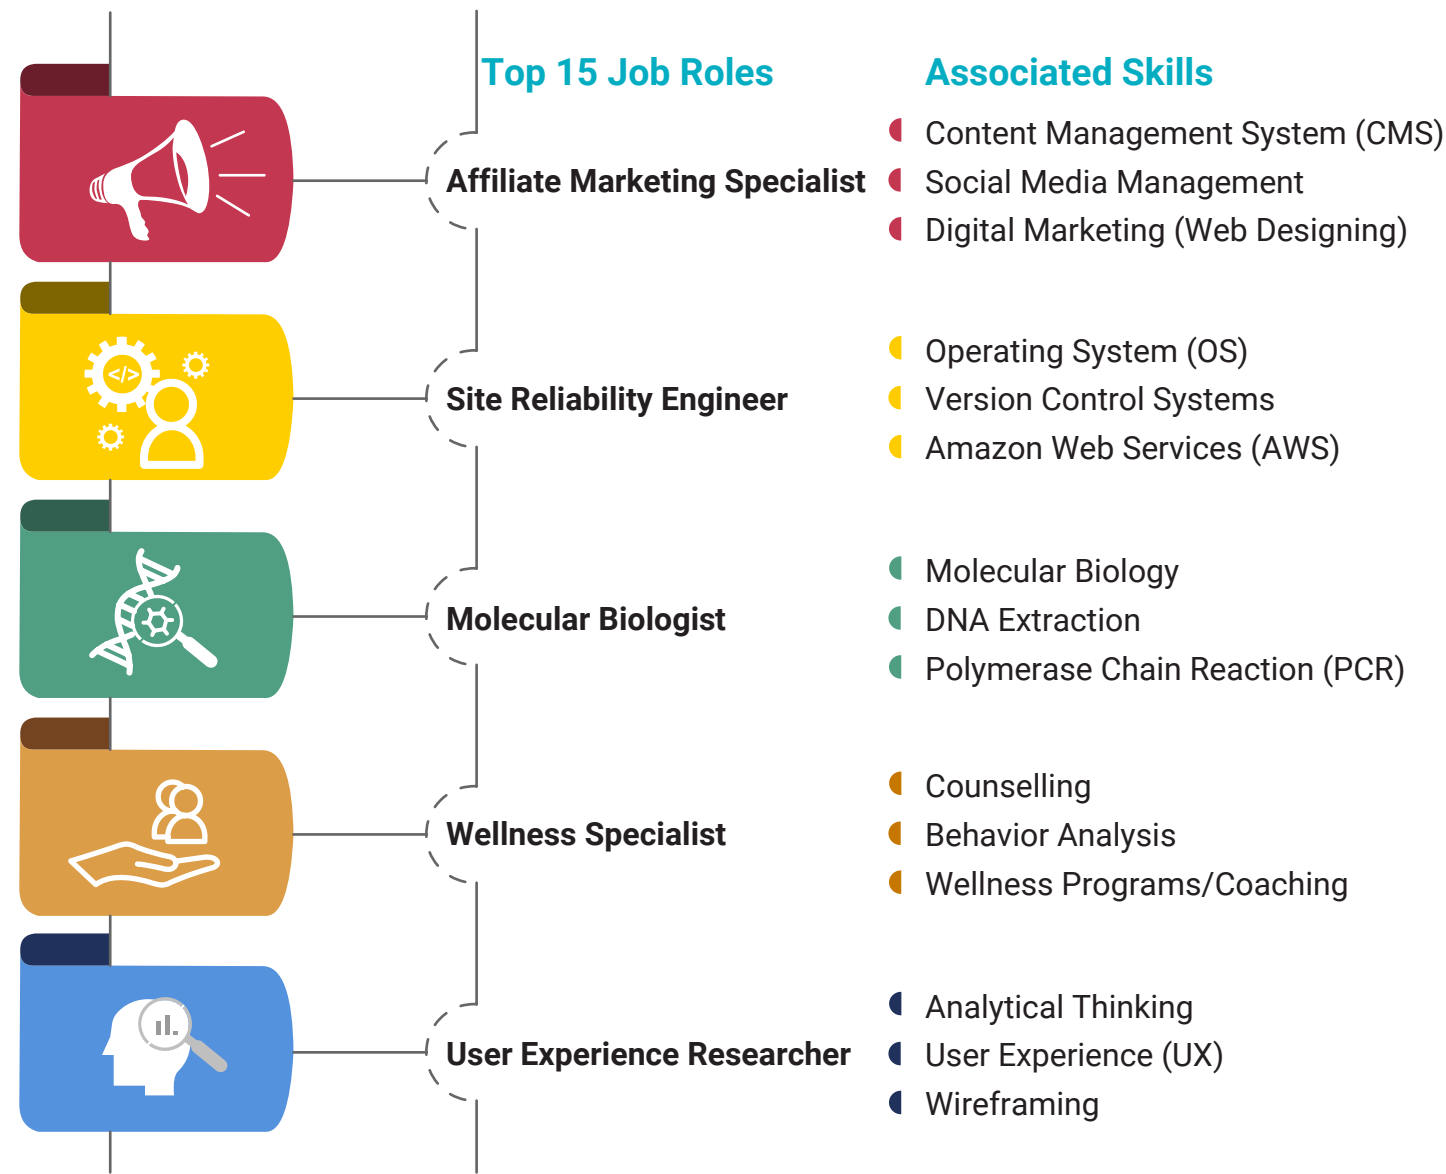 Top 15 Job Roles
Associated Skills
Affiliate Marketing Specialist
Content Management System (CMS)
Social Media Management
Digital Marketing (Web Designing)
</>
Site Reliability Engineer
Operating System (OS)
Version Control Systems
Amazon Web Services (AWS)
Molecular Biologist
Molecular Biology
DNA Extraction
Polymerase Chain Reaction (PCR)
Wellness Specialist
Counselling
Behavior Analysis
Wellness Programs/Coaching
User Experience Researcher
Analytical Thinking
User Experience (UX)
Wireframing